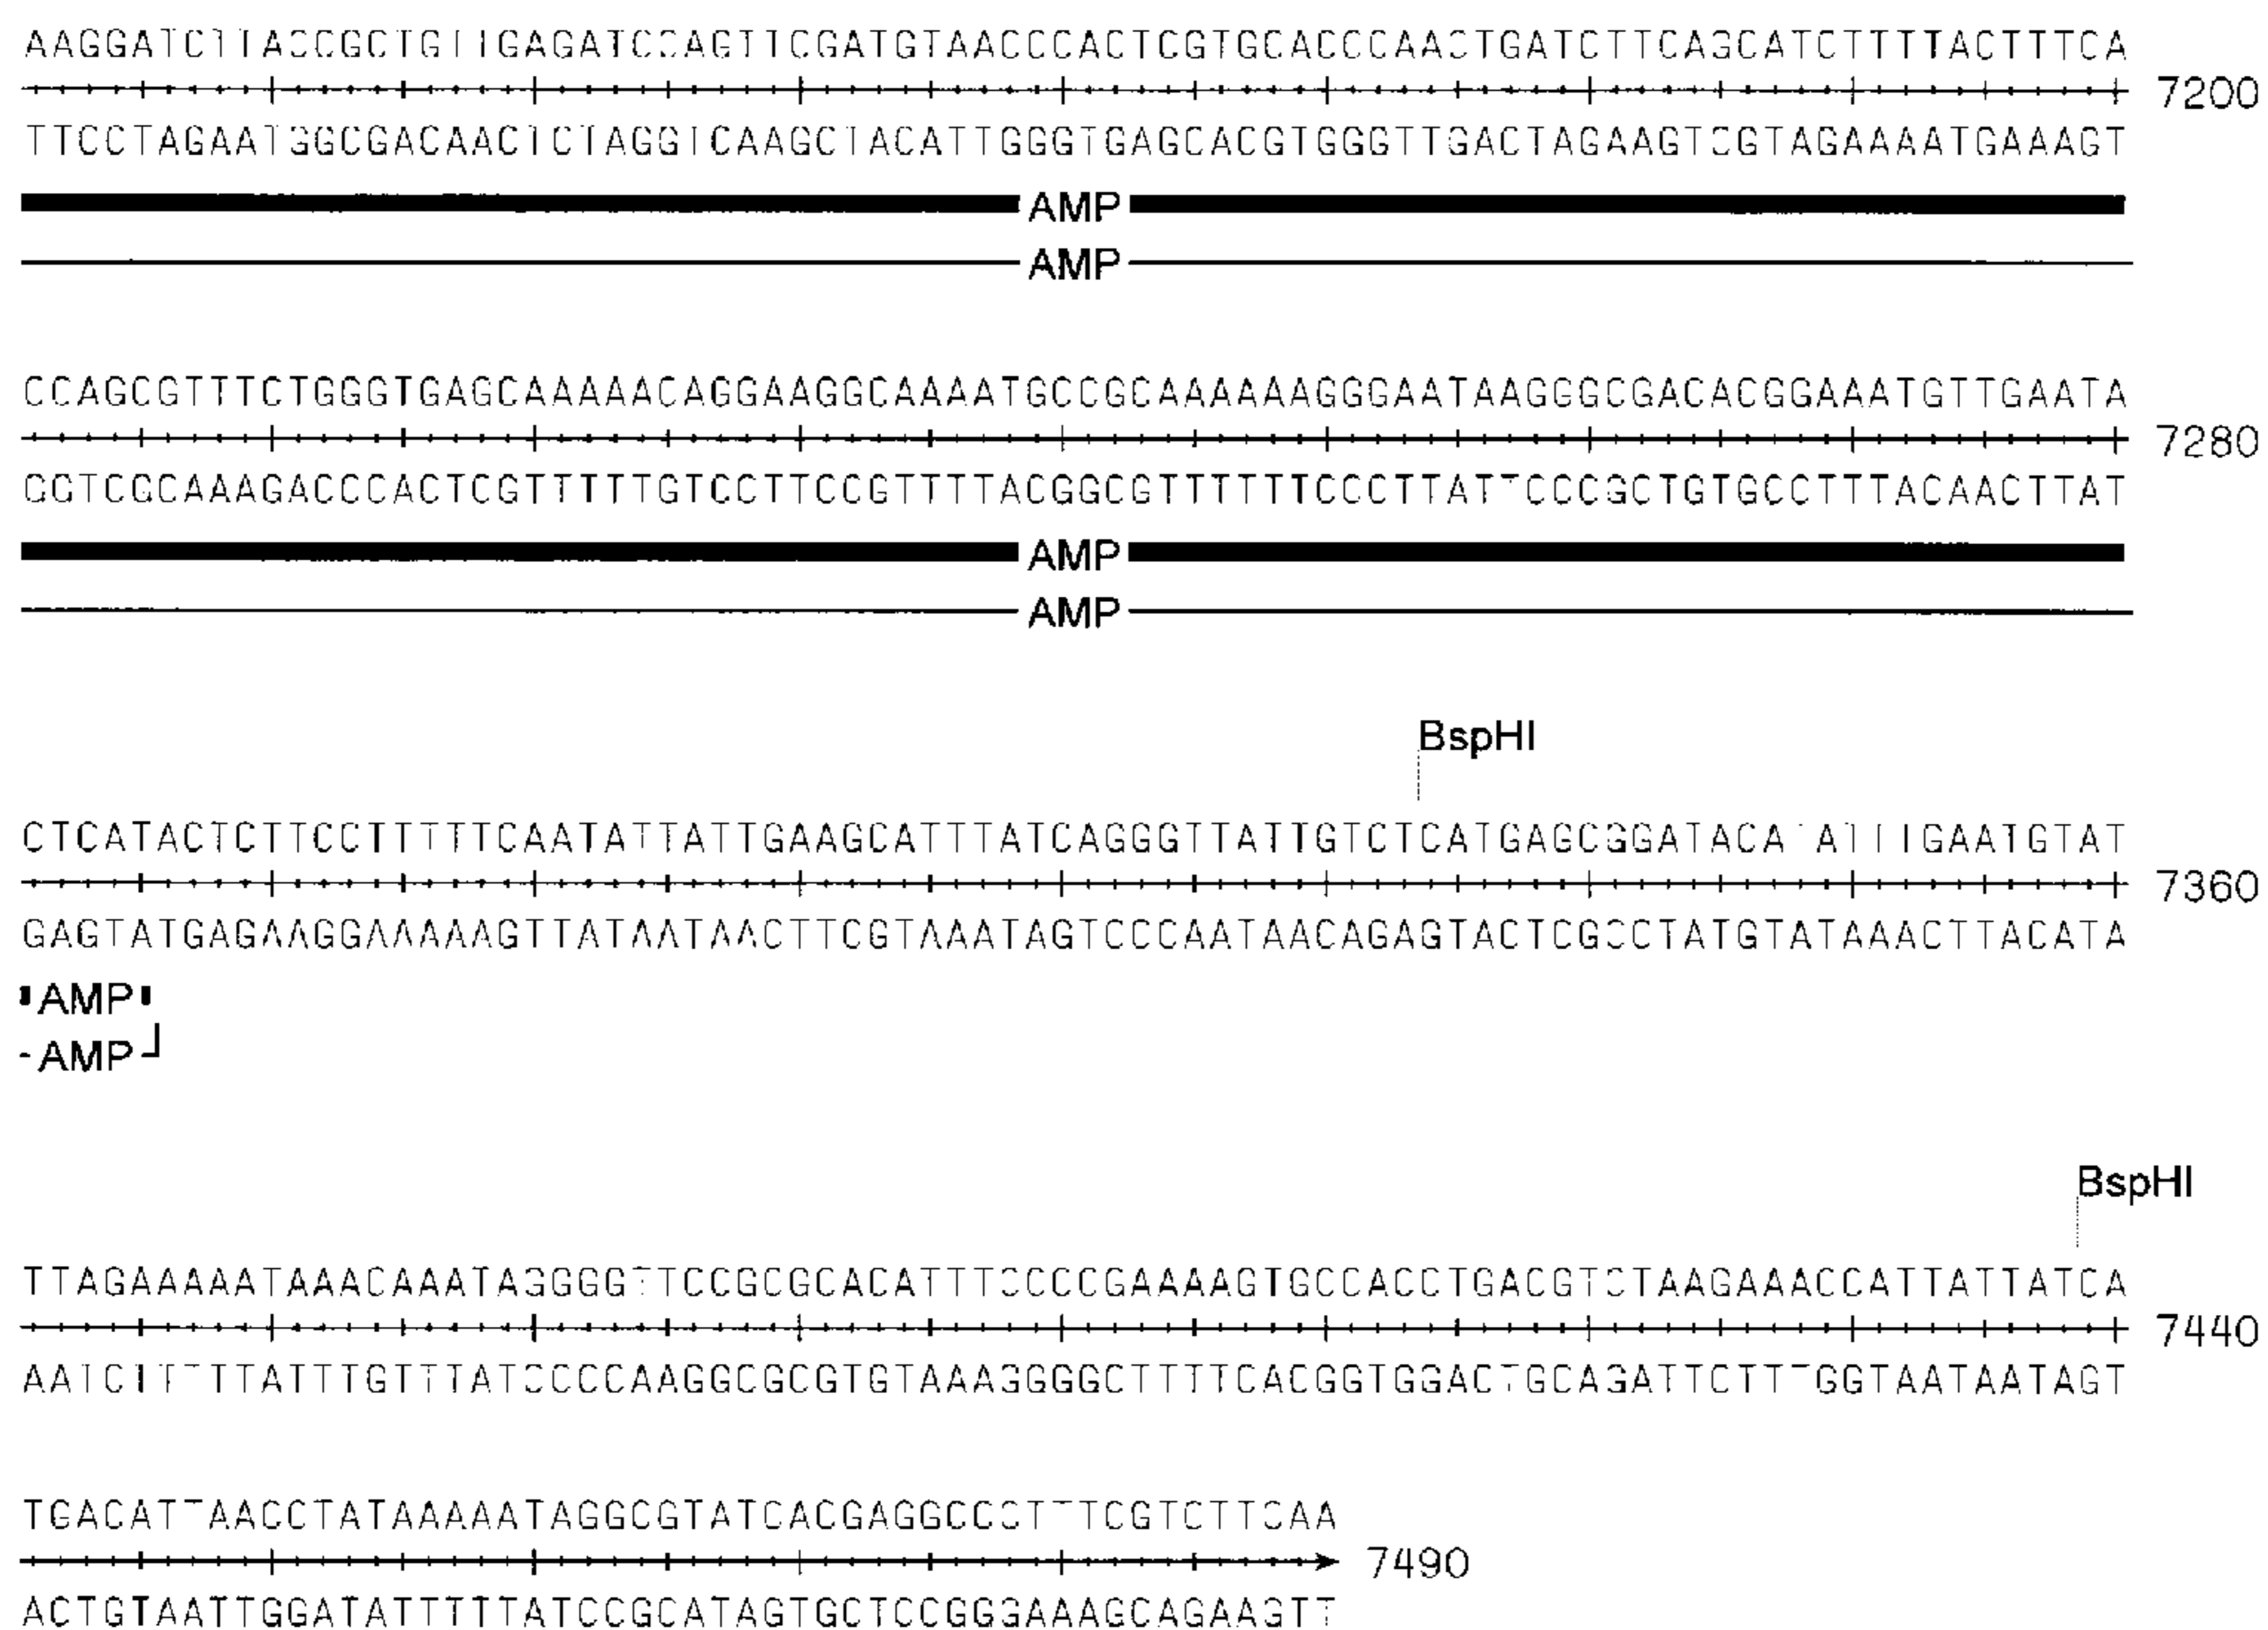 AAGGATCTTACCGCTGTTGAGATCCAGTTCGATGTAACCCACTCGTGCACCCAACTGATCTTCAGCATCTTTTACTTTCA
7200
TTCCTAGAATGGCGACAACTCTAGGTCAAGCTACATTGGGTGAGCACGTGGGTTGACTAGAAGTCGTAGAAAATGAAAGT
AMP
AMP
CCAGCGTTTCTGGGTGAGCAAAAACAGGAAGGCAAAATGCCGCAAAAAAGGGAATAAGGGCGACACGGAAATGTTGAATA
7280
GGTCGCAAAGACCCACTCGTTTTTGTCCTTCCGTTTTACGGCGTTTTTTCCCTTATTCCCGCTGTGCCTTTACAACTTAT
AMP
AMP
BspHI
CTCATACTCTTCCTTTTTCAATATTATTGAAGCATTTATCAGGGTTATTGTCTCATGAGCGGATACATATTTGAATGTAT
7360
GAGTATGAGAAGGAAAAAGTTATAATAACTTCGTAAATAGTCCCAATAACAGAGTACTCGCCTATGTATAAACTTACATA
AMP
AMP
BspHI
TTAGAAAAATAAACAAATAGGGGTTCCGCGCACATTTCCCCGAAAAGTGCCACCTGACGTCTAAGAAACCATTATTATCA
7440
AATCTTTTTATTTGTTTATCCCCAAGGCGCGTGTAAAGGGGCTTTTCACGGTGGACTGCAGATTCTTTGGTAATAATAGT
TGACATTAACCTATAAAAATAGGCGTATCACGAGGCCCTTTCGTCTTCAA
7490
ACTGTAATTGGATATTTTTATCCGCATAGTGCTCCGGGAAAGCAGAAGTT